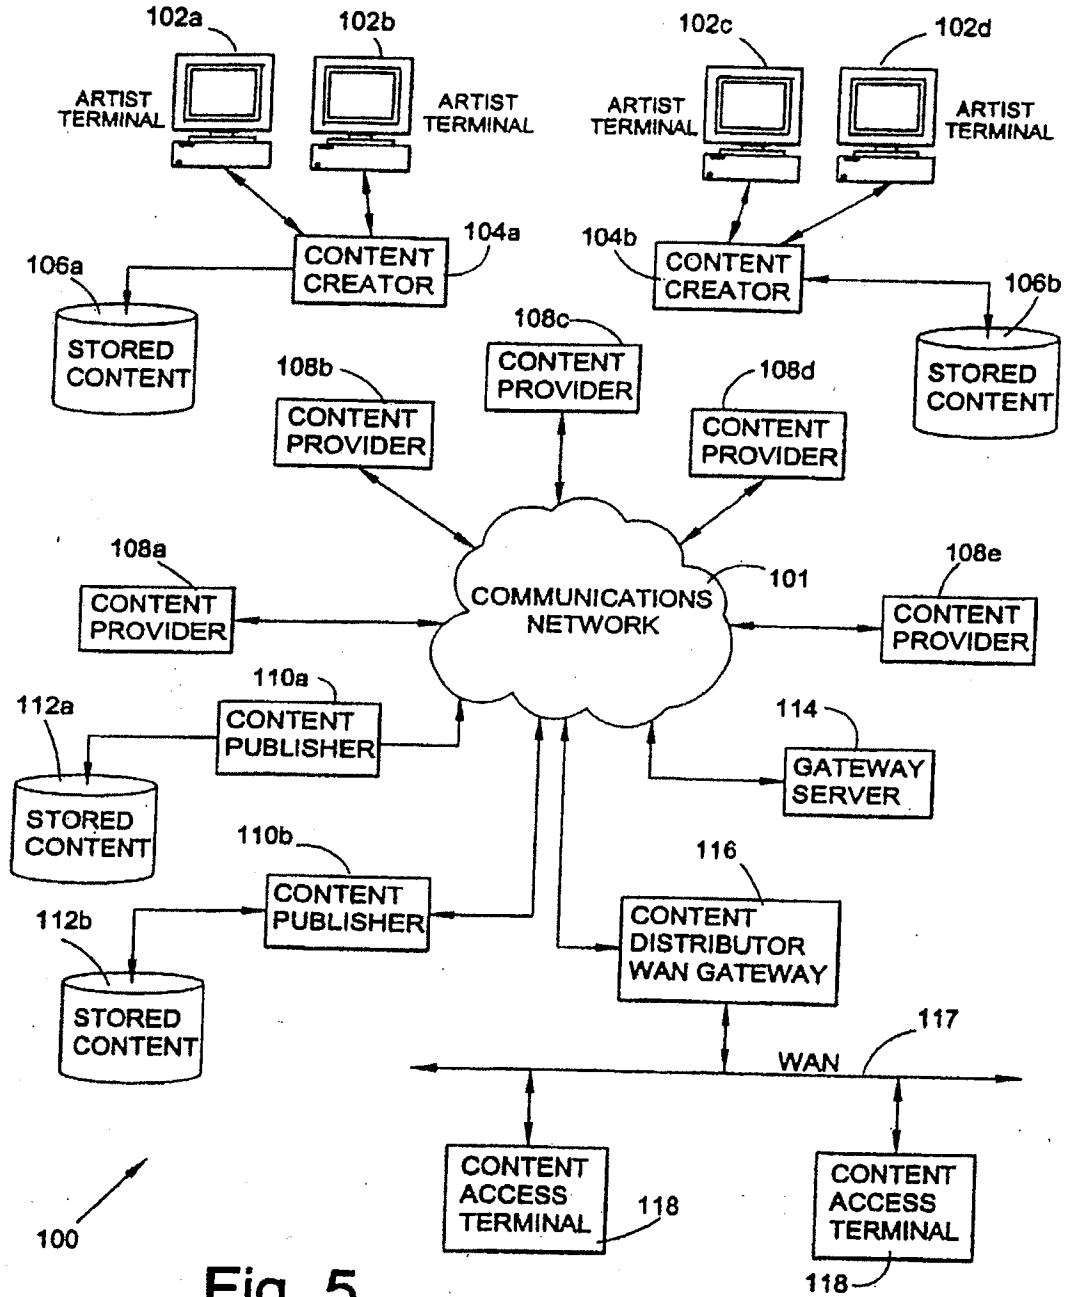 102a
102b
102c
102d
ARTIST
TERMINAL
ARTIST
TERMINAL
ARTIST
TERMINAL
ARTIST
TERMINAL
104a
CONTENT
CREATOR
104b
CONTENT
CREATOR
106a
STORED
CONTENT
106b
STORED
CONTENT
108c
CONTENT
PROVIDER
108b
CONTENT
PROVIDER
108d
CONTENT
PROVIDER
108a
CONTENT
PROVIDER
101
COMMUNICATIONS
NETWORK
108e
CONTENT
PROVIDER
110a
CONTENT
PUBLISHER
112a
STORED
CONTENT
114
GATEWAY
SERVER
110b
CONTENT
PUBLISHER
112b
STORED
CONTENT
116
CONTENT
DISTRIBUTOR
WAN GATEWAY
WAN
117
CONTENT
ACCESS
TERMINAL
118
CONTENT
ACCESS
TERMINAL
118
100
Fig. 5